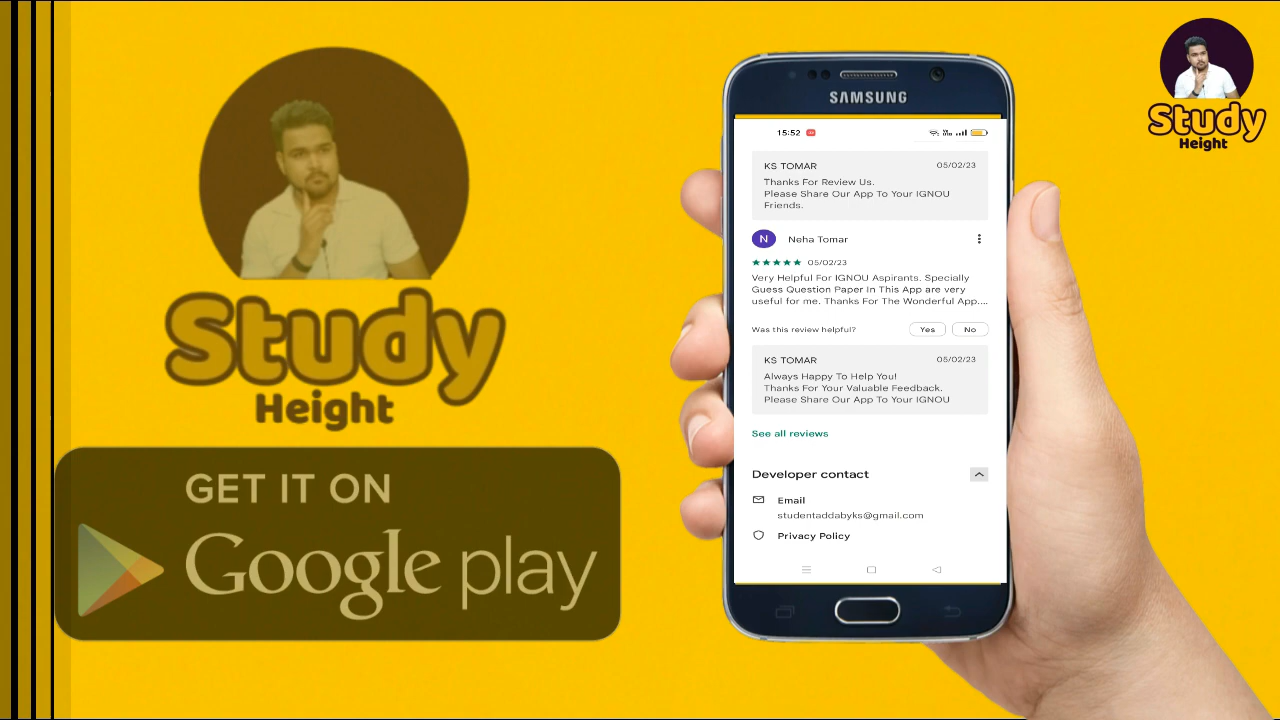 Study
Height
GET IT ON
Google play
SAMSUNG
15:52
KS TOMAR 05/02/23
Thanks For Review Us.
Please Share Our App To Your IGNOU
Friends.
N Neha Tomar
05/02/23
Very Helpful For IGNOU Aspirants. Specially
Guess Question Paper In This App are very
useful for me. Thanks For The Wonderful App....
Was this review helpful? Yes No
KS TOMAR 05/02/23
Always Happy To Help You!
Thanks For Your Valuable Feedback.
Please Share Our App To Your IGNOU
See all reviews
Developer contact
Email
studentaddabyks@gmail.com
Privacy Policy
Study
Height